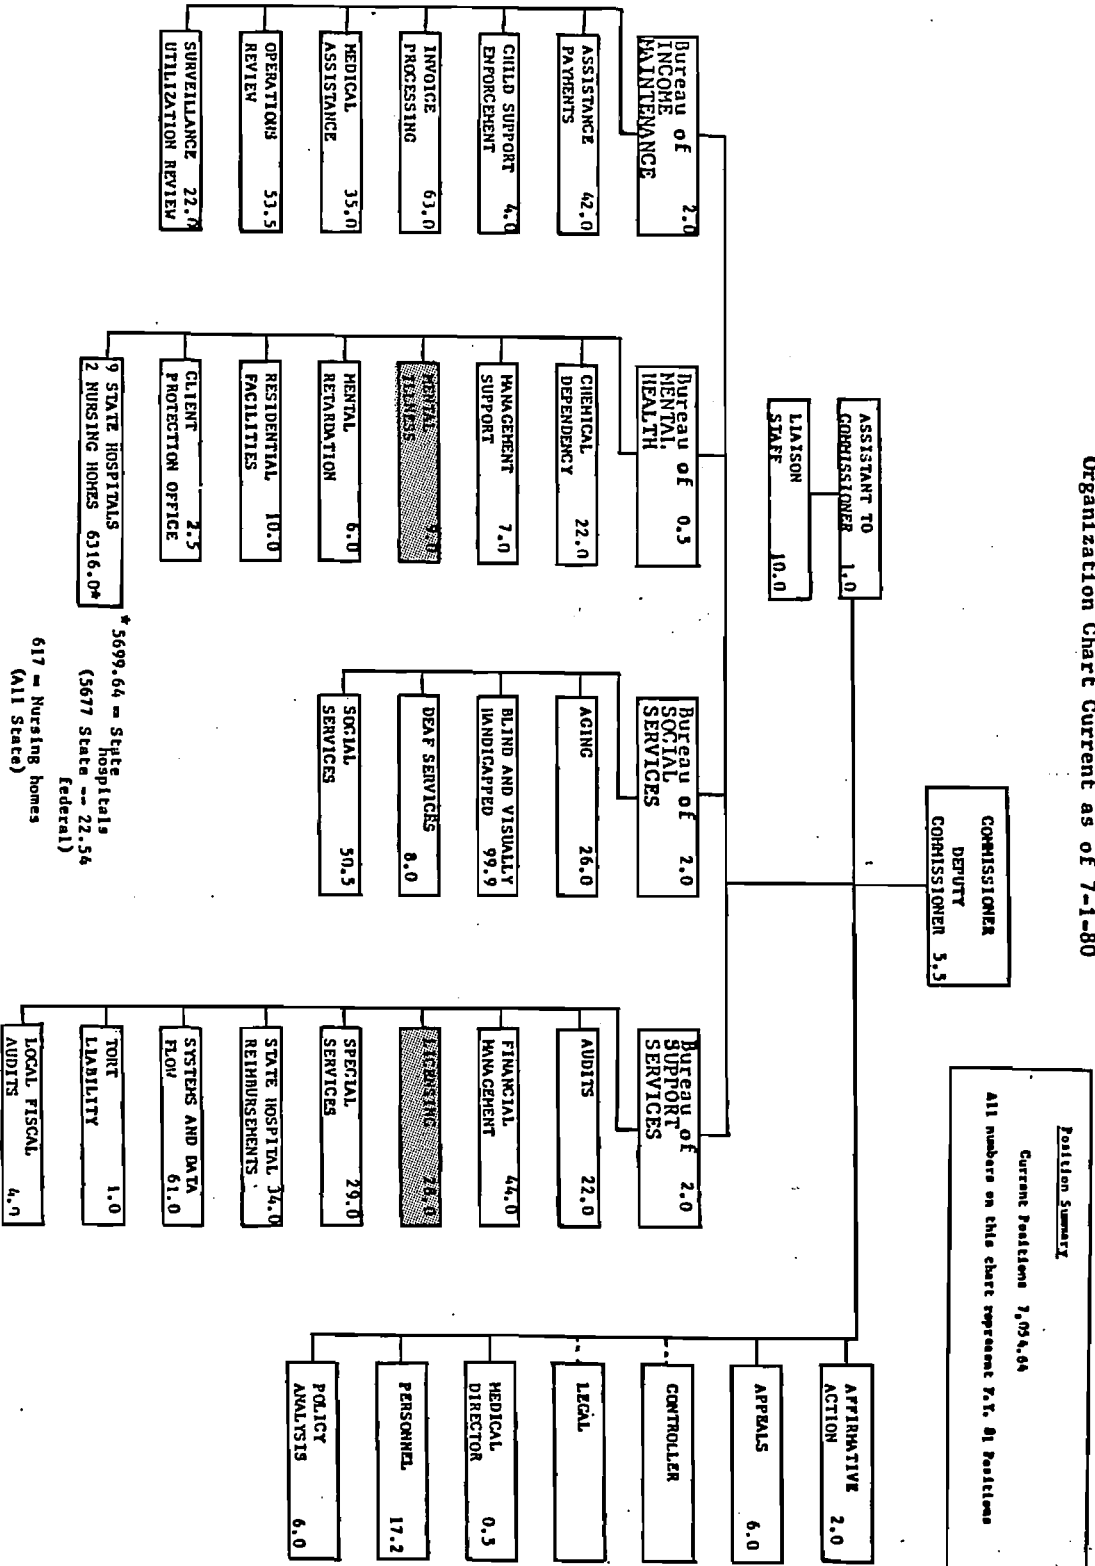 Organization Chart Current as of 7-1-80
Position Summary
Current Positions 7,054.64
All numbers on this chart represent F.Y. 81 Positions
COMMISSIONER
DEPUTY
COMMISSIONER 5.5
ASSISTANT TO
COMMISSIONER 1.0
LIAISON
STAFF 10.0
Bureau of
INCOME
MAINTENANCE 2.0
ASSISTANCE
PAYMENTS 42.0
CHILD SUPPORT
ENFORCEMENT 4.0
INVOICE
PROCESSING 63.0
MEDICAL
ASSISTANCE 35.0
OPERATIONS
REVIEW 53.5
SURVEILLANCE 22.0
UTILIZATION REVIEW
Bureau of
MENTAL
HEALTH 0.5
CHEMICAL
DEPENDENCY 22.0
MANAGEMENT
SUPPORT 7.0
MENTAL
ILLNESS 9.0
MENTAL
RETARDATION 6.0
RESIDENTIAL
FACILITIES 10.0
CLIENT
PROTECTION OFFICE 2.5
9 STATE HOSPITALS
2 NURSING HOMES 6316.0*
* 5699.64 = State
hospitals
(5677 State -- 22.54
federal)
617 = Nursing homes
(All State)
Bureau of
SOCIAL
SERVICES 2.0
AGING 26.0
BLIND AND VISUALLY
HANDICAPPED 99.9
DEAF SERVICES
8.0
SOCIAL
SERVICES 50.5
Bureau of
SUPPORT
SERVICES 2.0
AUDITS 22.0
FINANCIAL
MANAGEMENT 44.0
LICENSING 28.0
SPECIAL
SERVICES 29.0
STATE HOSPITAL 34.0
REIMBURSEMENTS
SYSTEMS AND DATA
FLOW 61.0
TORT
LIABILITY 1.0
LOCAL FISCAL
AUDITS 4.0
AFFIRMATIVE
ACTION 2.0
APPEALS 6.0
CONTROLLER
LEGAL
MEDICAL
DIRECTOR 0.5
PERSONNEL 17.2
POLICY
ANALYSIS 6.0